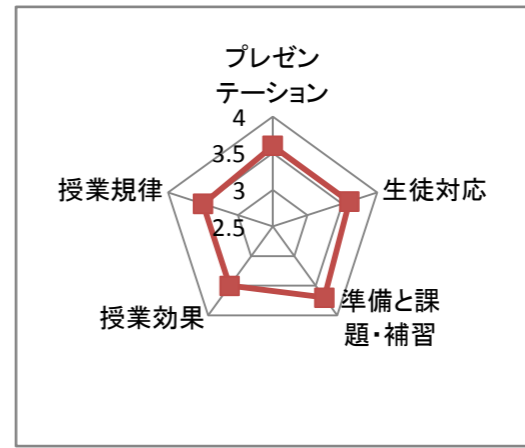 プレゼン
テーション
4
3.5
3
2.5
生徒対応
準備と課
題・補習
授業効果
授業規律